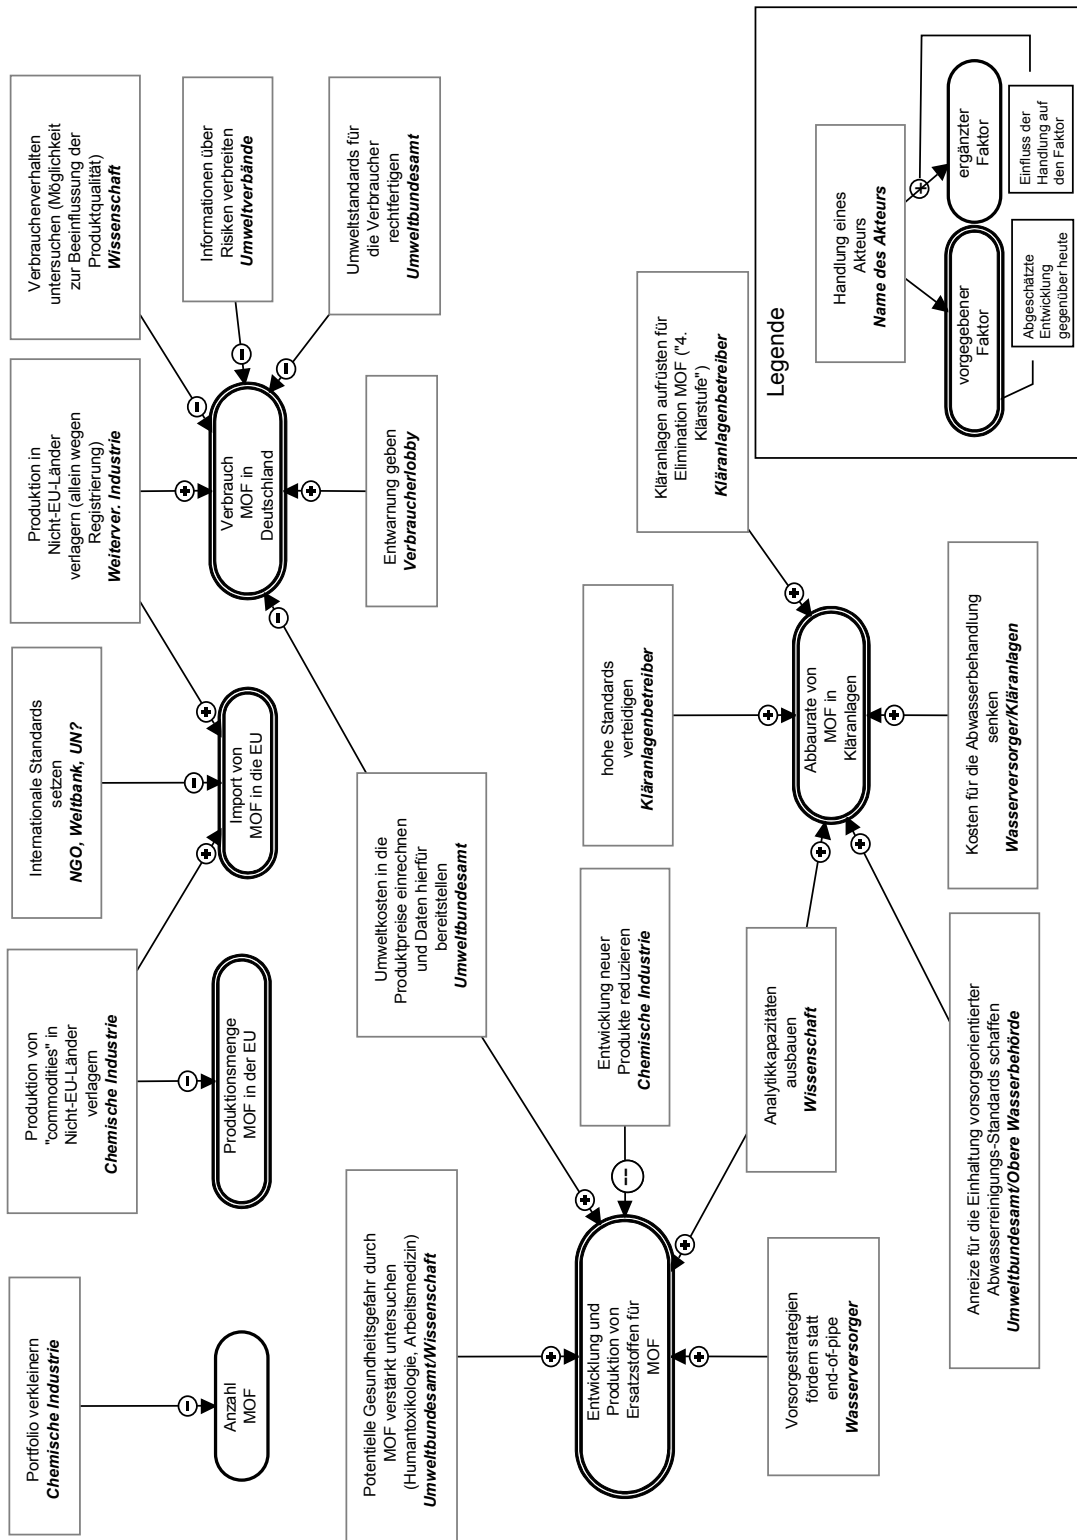 Portfolio verkleinern
Chemische Industrie
Produktion von
"commodities" in
Nicht-EU-Länder
verlagern
Chemische Industrie
Internationale Standards
setzen
NGO, Weltbank, UN?
Produktion in
Nicht-EU-Länder
verlagern (allein wegen
Registrierung)
Weiterver. Industrie
Verbraucherverhalten
untersuchen (Möglichkeit
zur Beeinflussung der
Produktqualität)
Wissenschaft
Informationen über
Risiken verbreiten
Umweltverbände
Umweltstandards für
die Verbraucher
rechtfertigen
Umweltbundesamt
-
-
+
-
+
+
-
-
-
-
+
Anzahl
MOF
Produktionsmenge
MOF in der EU
Import von
MOF in die EU
Verbrauch
MOF in
Deutschland
Entwarnung geben
Verbraucherlobby
Potentielle Gesundheitsgefahr durch
MOF verstärkt untersuchen
(Humantoxikologie, Arbeitsmedizin)
Umweltbundesamt/Wissenschaft
Umweltkosten in die
Produktpreise einrechnen
und Daten hierfür
bereitstellen
Umweltbundesamt
Entwicklung neuer
Produkte reduzieren
Chemische Industrie
hohe Standards
verteidigen
Kläranlagenbetreiber
Kläranlagen aufrüsten für
Elimination MOF ("4.
Klärstufe")
Kläranlagenbetreiber
+
+
--
+
+
+
+
+
+
+
Entwicklung und
Produktion von
Ersatzstoffen für
MOF
Abbaurate von
MOF in
Kläranlagen
Vorsorgestrategien
fördern statt
end-of-pipe
Wasserversorger
Analytikkapazitäten
ausbauen
Wissenschaft
Anreize für die Einhaltung vorsorgeorientierter
Abwasserreinigung-Standards schaffen
Umweltbundesamt/Obere Wasserbehörde
Kosten für die Abwasserbehandlung
senken
Wasserversorger/Kläranlagen
Legende
Handlung eines
Akteurs
Name des Akteurs
+
vorgegebener
Faktor
ergänzter
Faktor
Abgeschätzte
Entwicklung
gegenüber heute
Einfluss der
Handlung auf
den Faktor